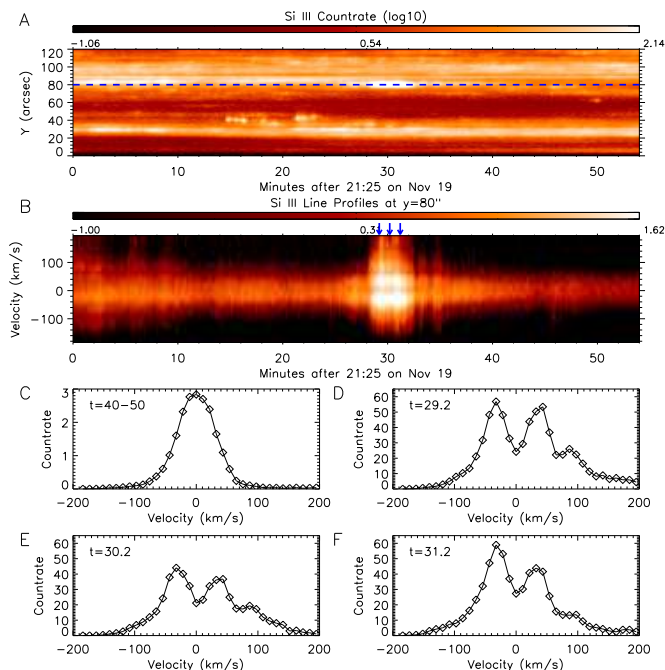 A
Si III Countrate (log10)
−1.06 0.54 2.14
120
100
80
60
40
20
0
Y (arcsec)
0 10 20 30 40 50
Minutes after 21:25 on Nov 19
B
Si III Line Profiles at y=80"
−1.00 0.3 1.62
100
0
−100
Velocity (km/s)
0 10 20 30 40 50
Minutes after 21:25 on Nov 19
C
t=40−50
3
2
1
0
Countrate
−200 −100 0 100 200
Velocity (km/s)
D
t=29.2
60
50
40
30
20
10
0
Countrate
−200 −100 0 100 200
Velocity (km/s)
E
t=30.2
60
50
40
30
20
10
0
Countrate
−200 −100 0 100 200
Velocity (km/s)
F
t=31.2
60
50
40
30
20
10
0
Countrate
−200 −100 0 100 200
Velocity (km/s)